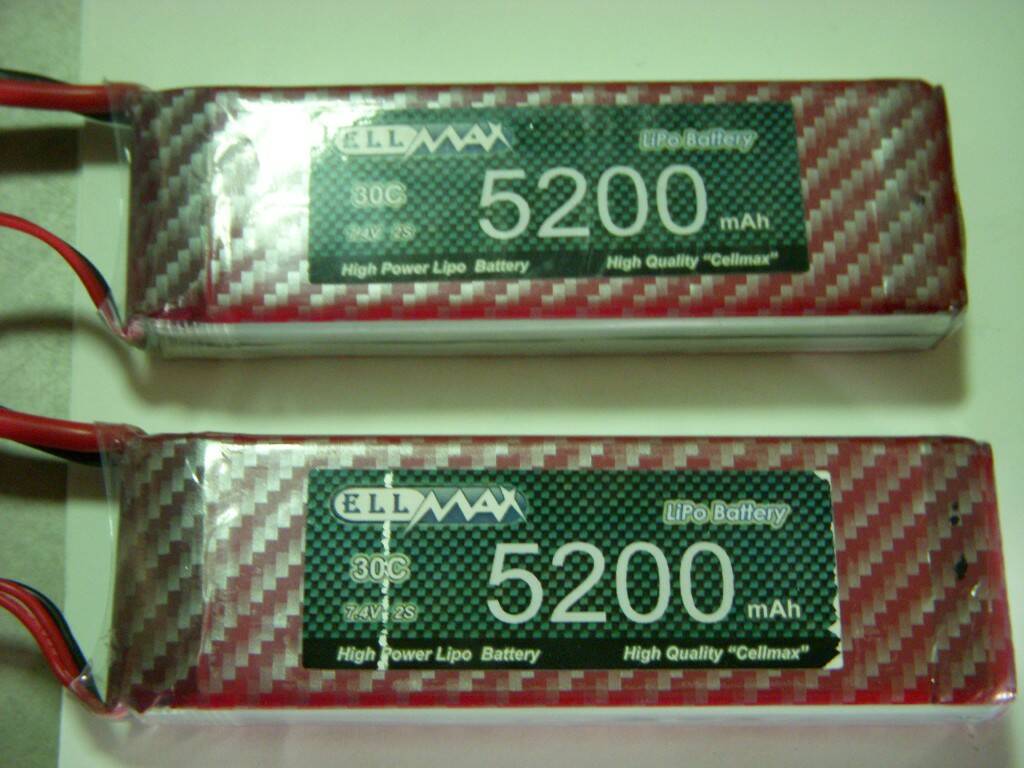 ELLMAX
LiPo Battery
30C
5200 mAh
7.4V 2S
High Power Lipo Battery
High Quality "Cellmax"
ELLMAX
LiPo Battery
30C
5200 mAh
7.4V - 2S
High Power Lipo Battery
High Quality "Cellmax"